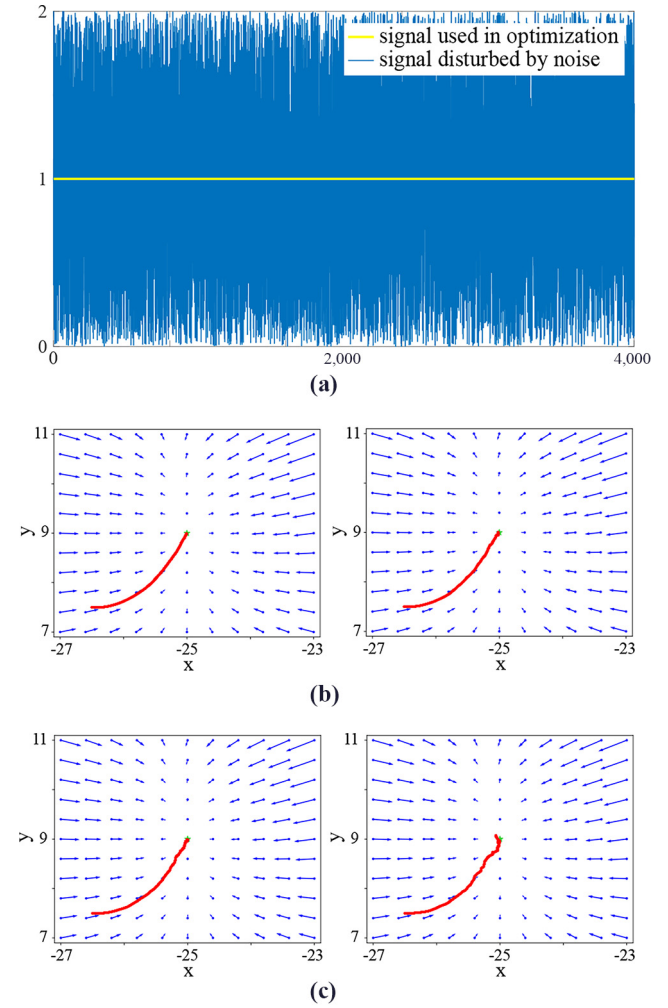 2
signal used in optimization
signal disturbed by noise
1
0
0 2,000 4,000
(a)
11 11
y 9 y 9
7 7
-27 -25 -23 -27 -25 -23
x x
(b)
11 11
y 9 y 9
7 7
-27 -25 -23 -27 -25 -23
x x
(c)